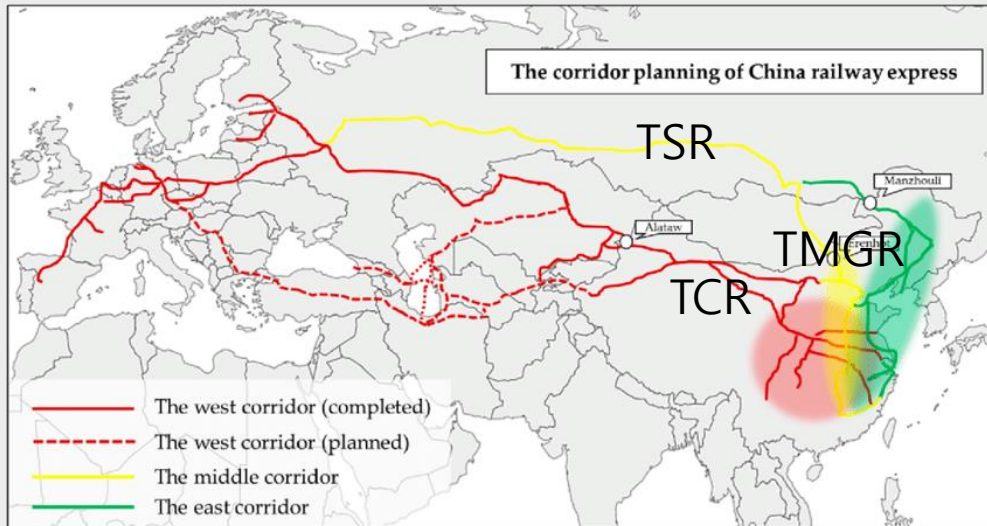 The corridor planning of China railway express
TSR
Manzhouli
Alataw
Erenhot
TMGR
TCR
The west corridor (completed)
The west corridor (planned)
The middle corridor
The east corridor